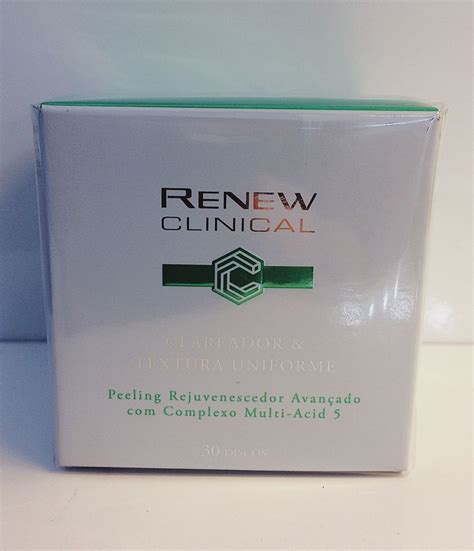 RENEW
CLINICAL
CLAREADOR &
TEXTURA UNIFORME
Peeling Rejuvenescedor Avançado
com Complexo Multi-Acid 5
30 DISCOS